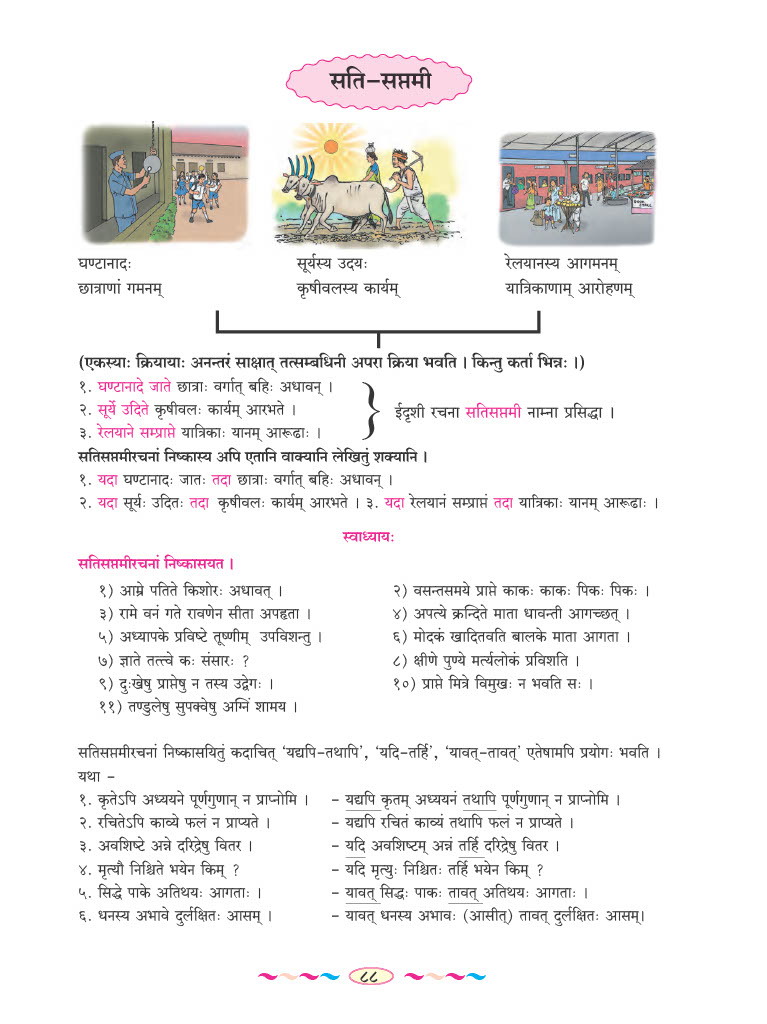 सति-सप्तमी
घण्टानादः
छात्राणां गमनम्
सूर्यस्य उदयः
कृषीवलस्य कार्यम्
रेलयानस्य आगमनम्
यात्रिकाणाम् आरोहणम्
(एकस्याः क्रियायाः अनन्तरं साक्षात् तत्सम्बधिनी अपरा क्रिया भवति । किन्तु कर्ता भिन्नः ।)
१. घण्टानादे जाते छात्राः वर्गात् बहिः अधावन् ।
२. सूर्ये उदिते कृषीवलः कार्यम् आरभते ।
३. रेलयाने सम्प्राप्ते यात्रिकाः यानम् आरूढाः ।
ईदृशी रचना सतिसप्तमी नाम्ना प्रसिद्धा ।
सतिसप्तमीरचनां निष्कास्य अपि एतानि वाक्यानि लेखितुं शक्यानि ।
१. यदा घण्टानादः जातः तदा छात्राः वर्गात् बहिः अधावन् ।
२. यदा सूर्यः उदितः तदा कृषीवलः कार्यम् आरभते । ३. यदा रेलयानं सम्प्राप्तं तदा यात्रिकाः यानम् आरूढाः ।
स्वाध्यायः
सतिसप्तमीरचनां निष्कासयत ।
१) आम्रे पतिते किशोरः अधावत् ।
२) वसन्तसमये प्राप्ते काकः काकः पिकः पिकः ।
३) रामे वनं गते रावणेन सीता अपहृता ।
४) अपत्ये क्रन्दिते माता धावन्ती आगच्छत् ।
५) अध्यापके प्रविष्टे तूष्णीम् उपविशन्तु ।
६) मोदकं खादितवति बालके माता आगता ।
७) ज्ञाते तत्त्वे कः संसारः ?
८) क्षीणे पुण्ये मर्त्यलोकं प्रविशति ।
९) दुःखेषु प्राप्तेषु न तस्य उद्वेगः ।
१०) प्राप्ते मित्रे विमुखः न भवति सः ।
११) तण्डुलेषु सुपक्वेषु अग्निं शामय ।
सतिसप्तमीरचनां निष्कासयितुं कदाचित् ‘यद्यपि-तथापि’, ‘यदि-तर्हि’, ‘यावत्-तावत्’ एतेषामपि प्रयोगः भवति ।
यथा –
१. कृतेऽपि अध्ययने पूर्णगुणान् न प्राप्नोमि । – यद्यपि कृतम् अध्ययनं तथापि पूर्णगुणान् न प्राप्नोमि ।
२. रचितेऽपि काव्ये फलं न प्राप्यते । – यद्यपि रचितं काव्यं तथापि फलं न प्राप्यते ।
३. अवशिष्टे अन्ने दरिद्रेषु वितर । – यदि अवशिष्टम् अन्नं तर्हि दरिद्रेषु वितर ।
४. मृत्यौ निश्चिते भयेन किम् ? – यदि मृत्युः निश्चितः तर्हि भयेन किम् ?
५. सिद्धे पाके अतिथयः आगताः । – यावत् सिद्धः पाकः तावत् अतिथयः आगताः ।
६. धनस्य अभावे दुर्लक्षितः आसम् । – यावत् धनस्य अभावः (आसीत्) तावत् दुर्लक्षितः आसम्।
८८